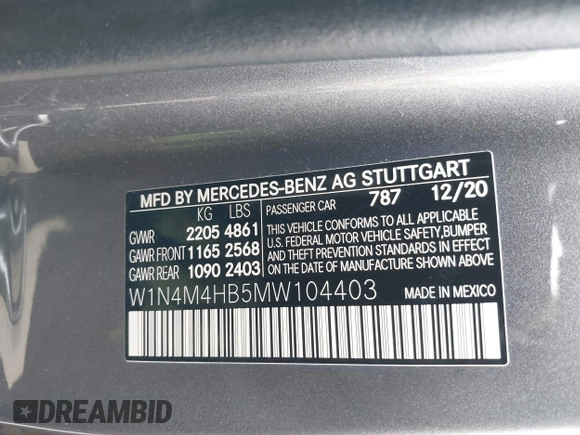 MFD BY MERCEDES-BENZ AG STUTTGART
KG LBS PASSENGER CAR 787 12/20
GVWR 2205 4861
GAWR FRONT 1165 2568
GAWR REAR 1090 2403
THIS VEHICLE CONFORMS TO ALL APPLICABLE
U.S. FEDERAL MOTOR VEHICLE SAFETY, BUMPER
AND THEFT PREVENTION STANDARDS IN EFFECT
ON THE DATE OF MANUFACTURE SHOWN ABOVE.
W1N4M4HB5MW104403 MADE IN MEXICO
DREAMBID